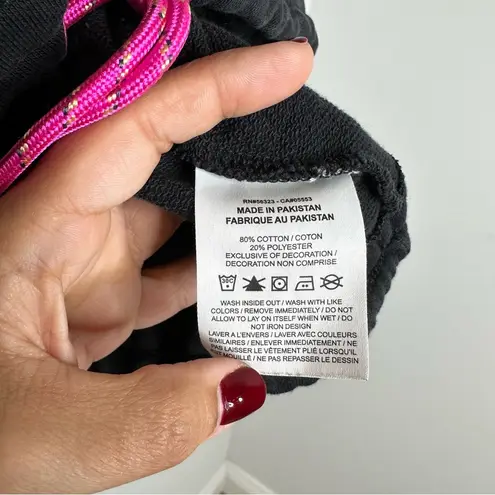 RN#56323 - CA#05553
MADE IN PAKISTAN
FABRIQUE AU PAKISTAN
80% COTTON / COTON
20% POLYESTER
EXCLUSIVE OF DECORATION /
DECORATION NON COMPRISE
30C
WASH INSIDE OUT / WASH WITH LIKE
COLORS / REMOVE IMMEDIATELY / DO NOT
ALLOW TO LAY ON ITSELF WHEN WET / DO
NOT IRON DESIGN
LAVER A L'ENVERS / LAVER AVEC COULEURS
SIMILAIRES / ENLEVER IMMEDIATEMENT / NE
PAS LAISSER LE VÊTEMENT PLIÉ LORSQU'IL
EST MOUILLÉ / NE PAS REPASSER LE DESSIN